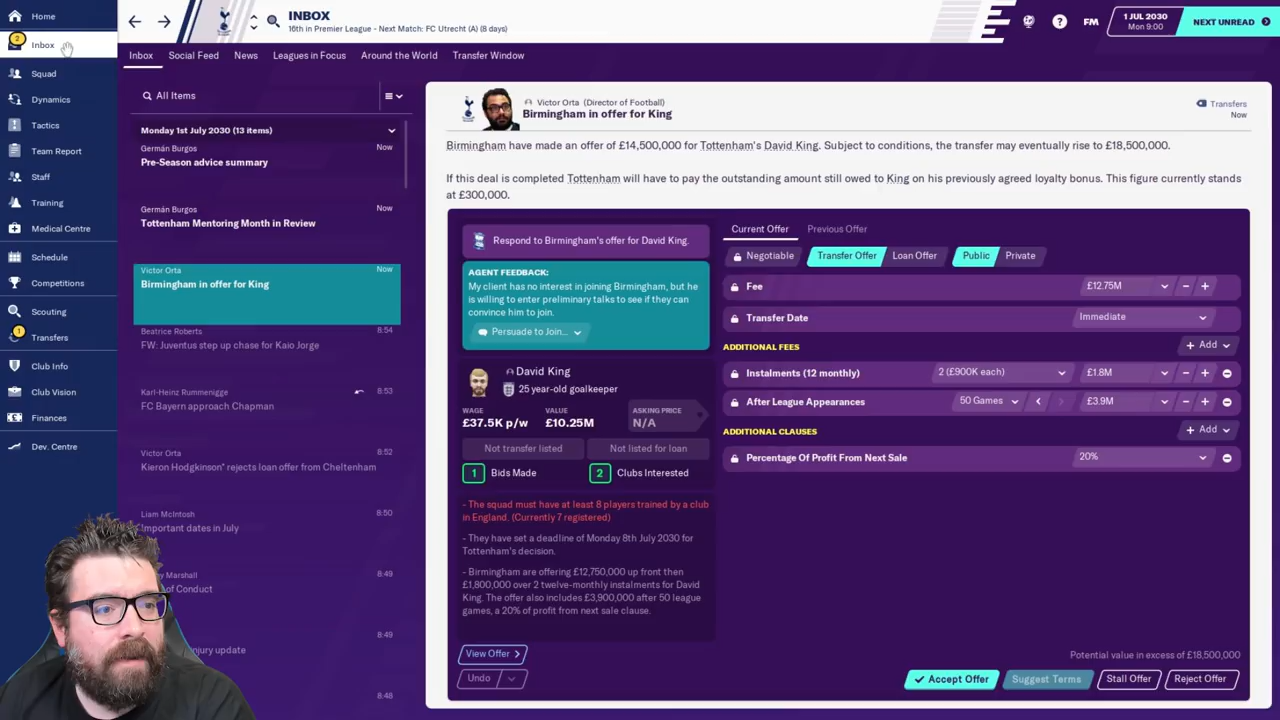 Home
2
Inbox
Squad
Dynamics
Tactics
Team Report
Staff
Training
Medical Centre
Schedule
Competitions
Scouting
1
Transfers
Club Info
Club Vision
Finances
Dev. Centre
INBOX
16th in Premier League - Next Match: FC Utrecht (A) (8 days)
FM
1 JUL 2030
Mon 9:00
NEXT UNREAD
Inbox
Social Feed
News
Leagues in Focus
Around the World
Transfer Window
All Items
Monday 1st July 2030 (13 items)
Germán Burgos
Now
Pre-Season advice summary
Germán Burgos
Now
Tottenham Mentoring Month in Review
Victor Orta
Now
Birmingham in offer for King
Beatrice Roberts
8:54
FW: Juventus step up chase for Kaio Jorge
Karl-Heinz Rummenigge
8:53
FC Bayern approach Chapman
Victor Orta
8:52
Kieron Hodgkinson* rejects loan offer from Cheltenham
Liam McIntosh
8:50
Important dates in July
Marshall
8:49
of Conduct
8:49
injury update
8:48
Victor Orta (Director of Football)
Birmingham in offer for King
Transfers
Now
Birmingham have made an offer of £14,500,000 for Tottenham's David King. Subject to conditions, the transfer may eventually rise to £18,500,000.
If this deal is completed Tottenham will have to pay the outstanding amount still owed to King on his previously agreed loyalty bonus. This figure currently stands
at £300,000.
Respond to Birmingham's offer for David King.
AGENT FEEDBACK:
My client has no interest in joining Birmingham, but he
is willing to enter preliminary talks to see if they can
convince him to join.
Persuade to Join...
David King
25 year-old goalkeeper
WAGE
£37.5K p/w
VALUE
£10.25M
ASKING PRICE
N/A
Not transfer listed
Not listed for loan
1 Bids Made
2 Clubs Interested
- The squad must have at least 8 players trained by a club
in England. (Currently 7 registered)
- They have set a deadline of Monday 8th July 2030 for
Tottenham's decision.
- Birmingham are offering £12,750,000 up front then
£1,800,000 over 2 twelve-monthly instalments for David
King. The offer also includes £3,900,000 after 50 league
games, a 20% of profit from next sale clause.
View Offer
Undo
Current Offer
Previous Offer
Negotiable
Transfer Offer
Loan Offer
Public
Private
Fee
£12.75M
Transfer Date
Immediate
ADDITIONAL FEES
+ Add
Instalments (12 monthly)
2 (£900K each)
£1.8M
After League Appearances
50 Games
£3.9M
ADDITIONAL CLAUSES
+ Add
Percentage Of Profit From Next Sale
20%
Potential value in excess of £18,500,000
Accept Offer
Suggest Terms
Stall Offer
Reject Offer